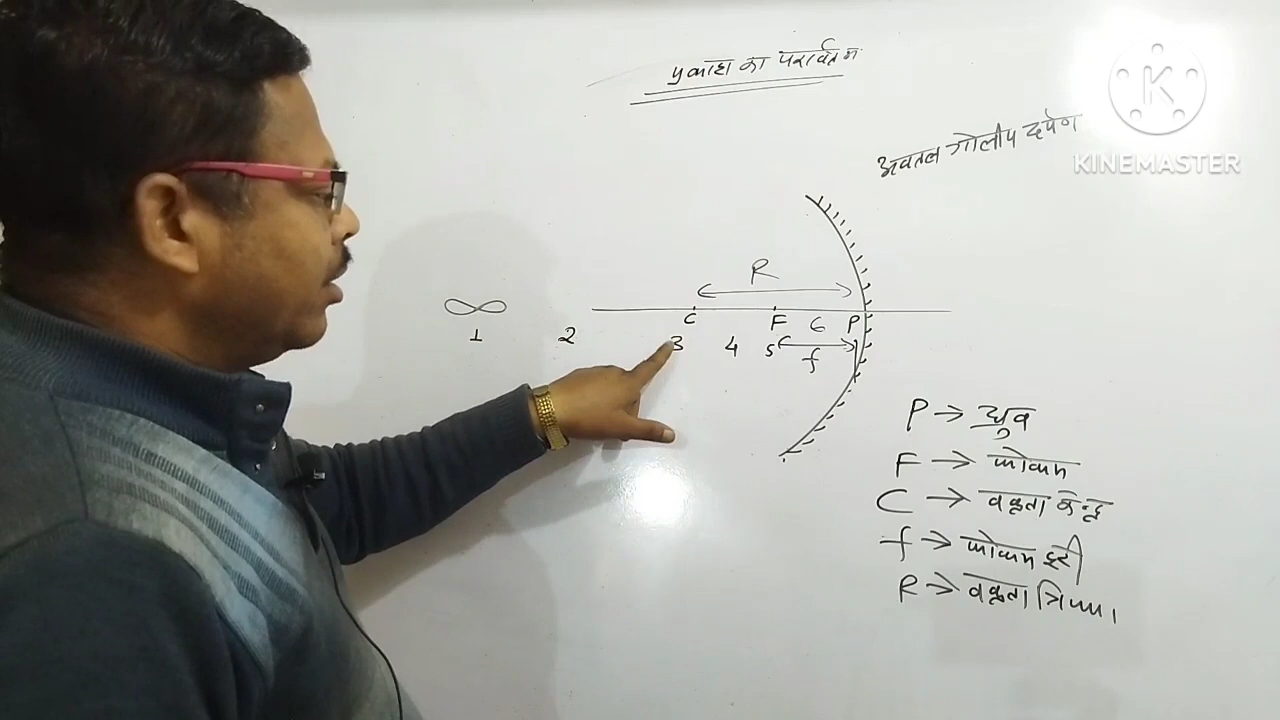 प्रकाश का परावर्तन
K
KINEMASTER
अवतल गोलीय दर्पण
R
∞ C F 6 P
1 2 3 4 5
f
P → ध्रुव
F → फोकस
C → वक्रता केन्द्र
f → फोकस दूरी
R → वक्रता त्रिज्या